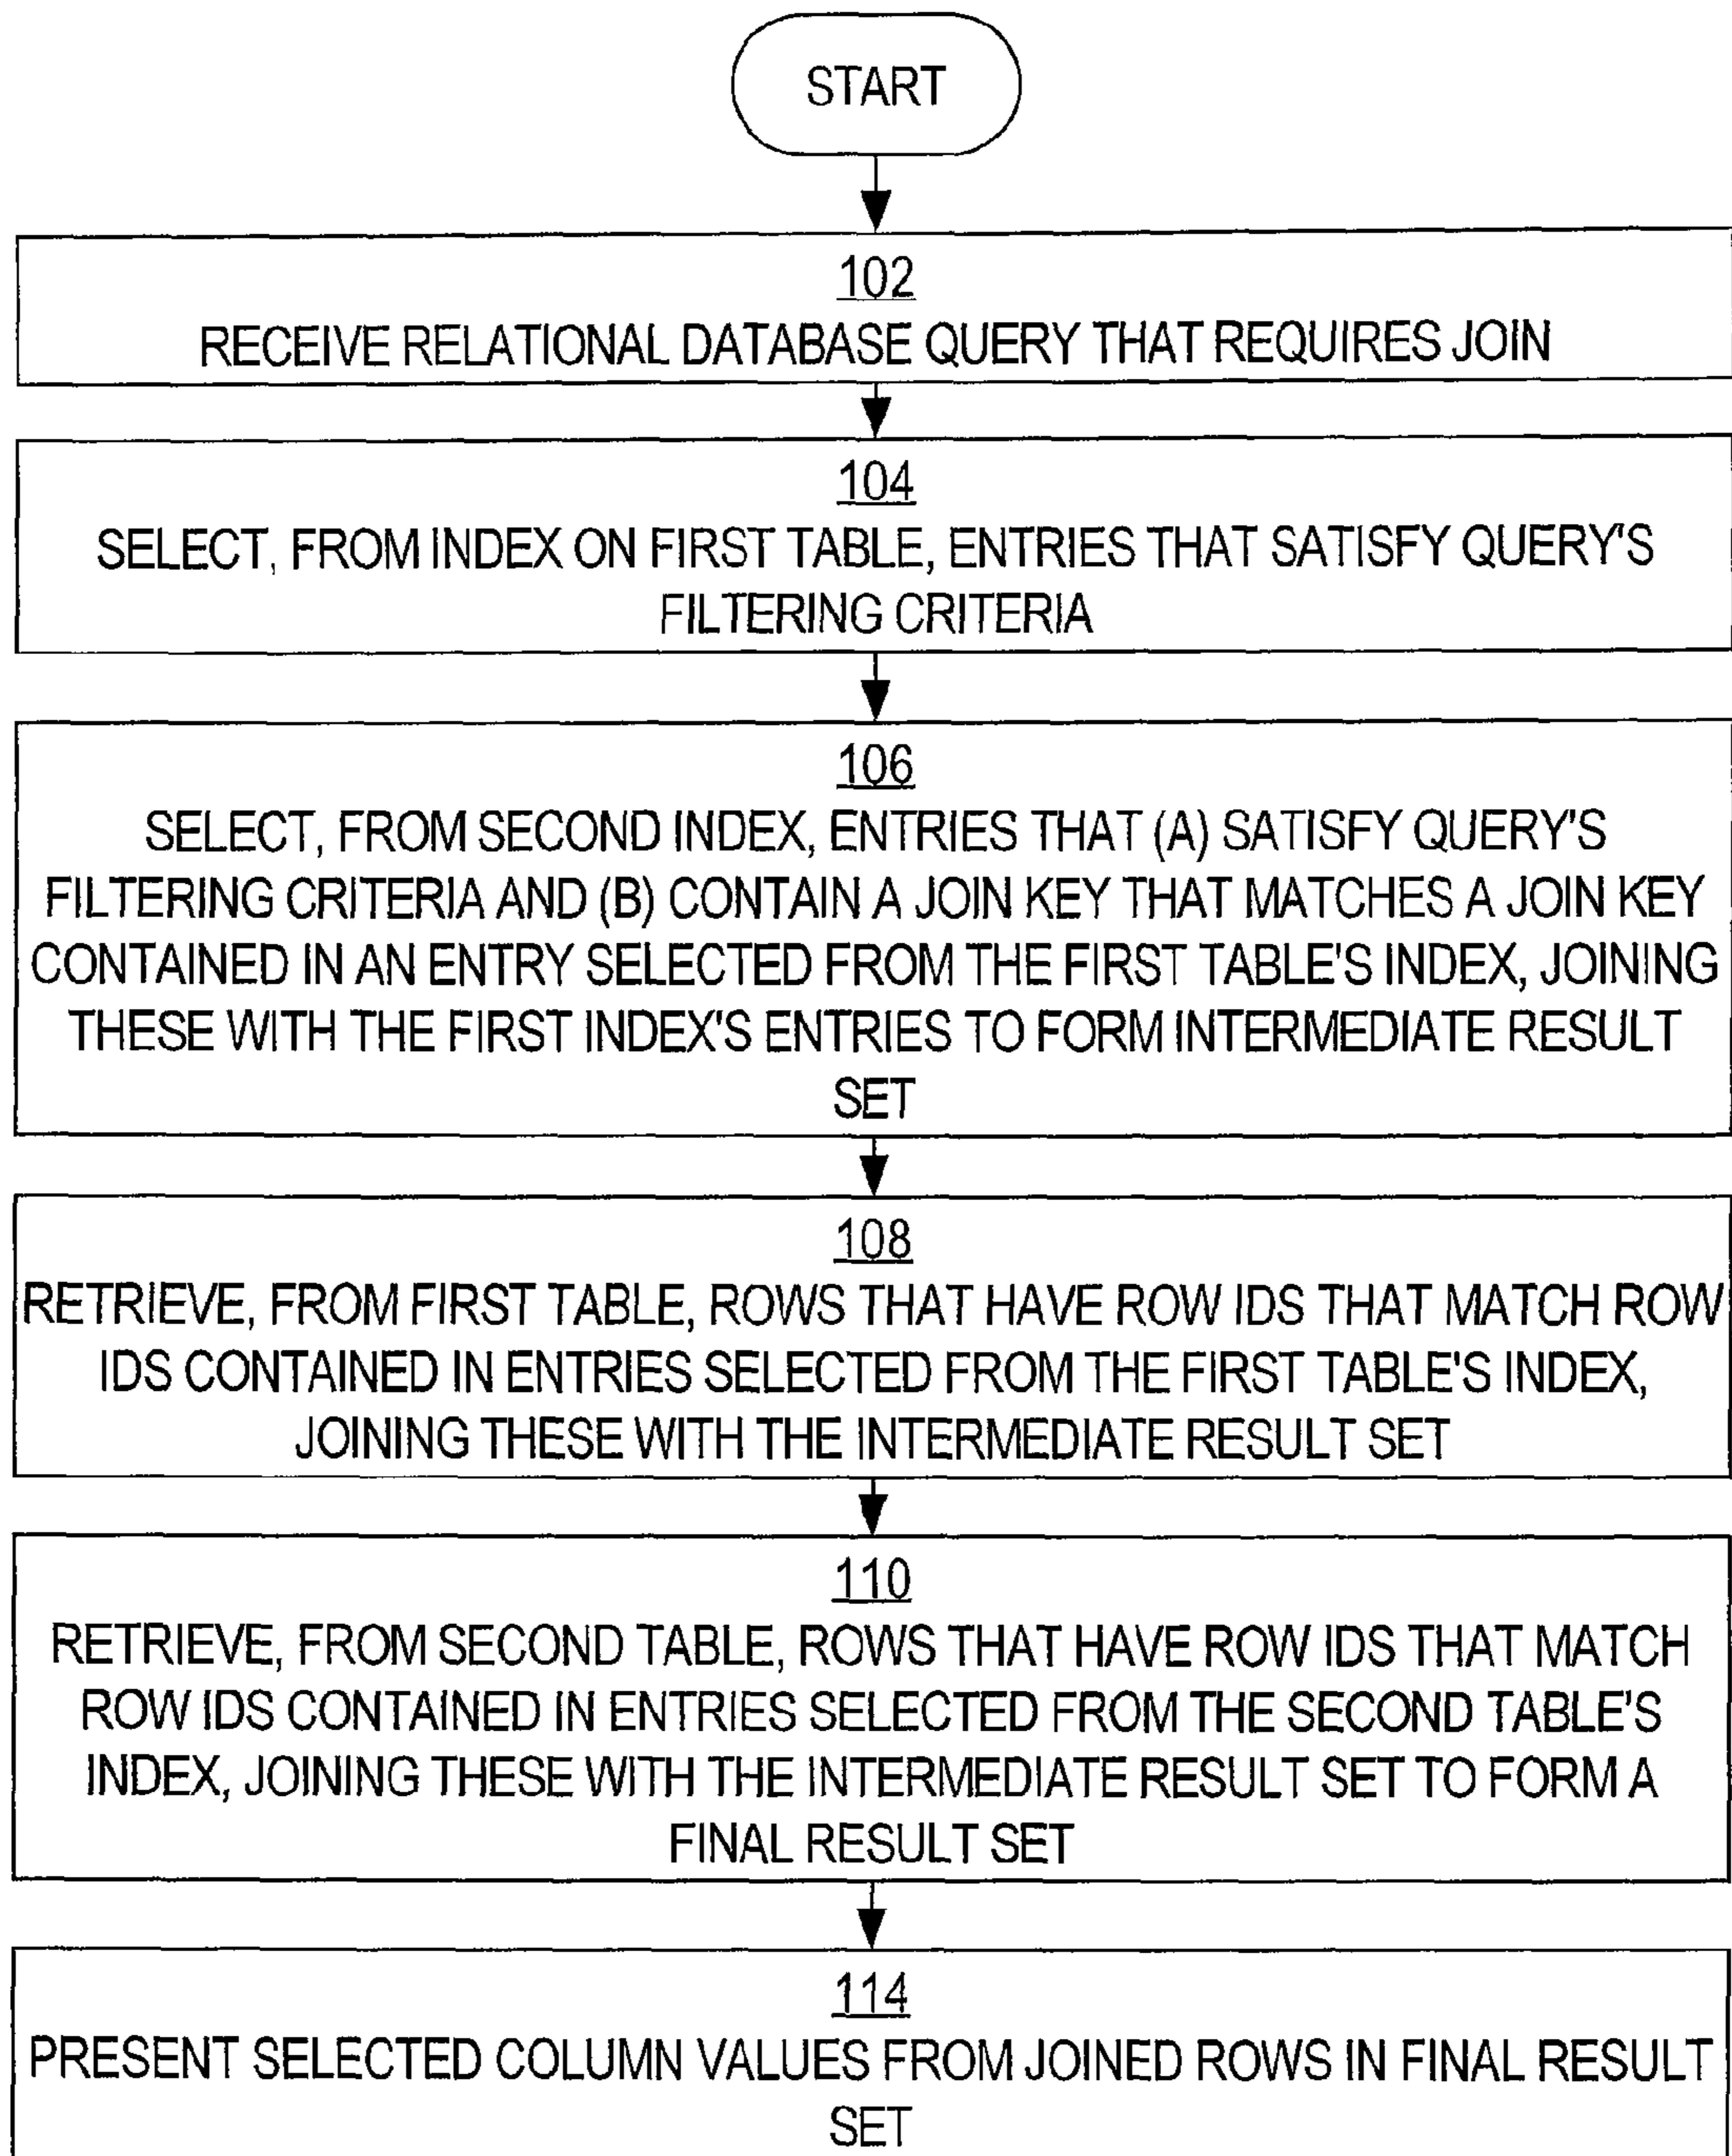 START
102
RECEIVE RELATIONAL DATABASE QUERY THAT REQUIRES JOIN
104
SELECT, FROM INDEX ON FIRST TABLE, ENTRIES THAT SATISFY QUERY'S
FILTERING CRITERIA
106
SELECT, FROM SECOND INDEX, ENTRIES THAT (A) SATISFY QUERY'S
FILTERING CRITERIA AND (B) CONTAIN A JOIN KEY THAT MATCHES A JOIN KEY
CONTAINED IN AN ENTRY SELECTED FROM THE FIRST TABLE'S INDEX, JOINING
THESE WITH THE FIRST INDEX'S ENTRIES TO FORM INTERMEDIATE RESULT
SET
108
RETRIEVE, FROM FIRST TABLE, ROWS THAT HAVE ROW IDS THAT MATCH ROW
IDS CONTAINED IN ENTRIES SELECTED FROM THE FIRST TABLE'S INDEX,
JOINING THESE WITH THE INTERMEDIATE RESULT SET
110
RETRIEVE, FROM SECOND TABLE, ROWS THAT HAVE ROW IDS THAT MATCH
ROW IDS CONTAINED IN ENTRIES SELECTED FROM THE SECOND TABLE'S
INDEX, JOINING THESE WITH THE INTERMEDIATE RESULT SET TO FORM A
FINAL RESULT SET
114
PRESENT SELECTED COLUMN VALUES FROM JOINED ROWS IN FINAL RESULT
SET